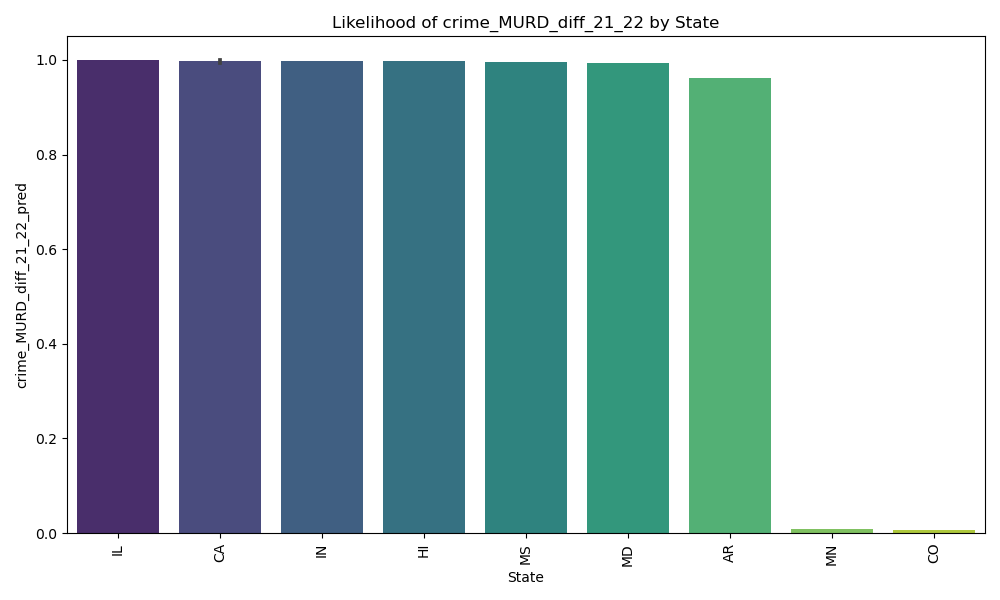 Likelihood of crime_MURD_diff_21_22 by State
crime_MURD_diff_21_22_pred
1.0
0.8
0.6
0.4
0.2
0.0
IL CA IN HI MS MD AR MN CO
State